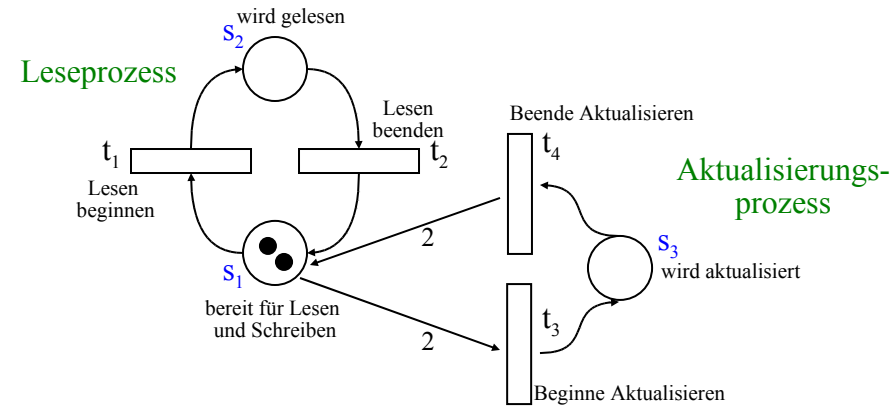 wird gelesen
s2
Leseprozess
Lesen
beenden
Beende Aktualisieren
t1
t2
t4
Aktualisierungs-
prozess
Lesen
beginnen
2
s3
wird aktualisiert
s1
bereit für Lesen
und Schreiben
2
t3
Beginne Aktualisieren